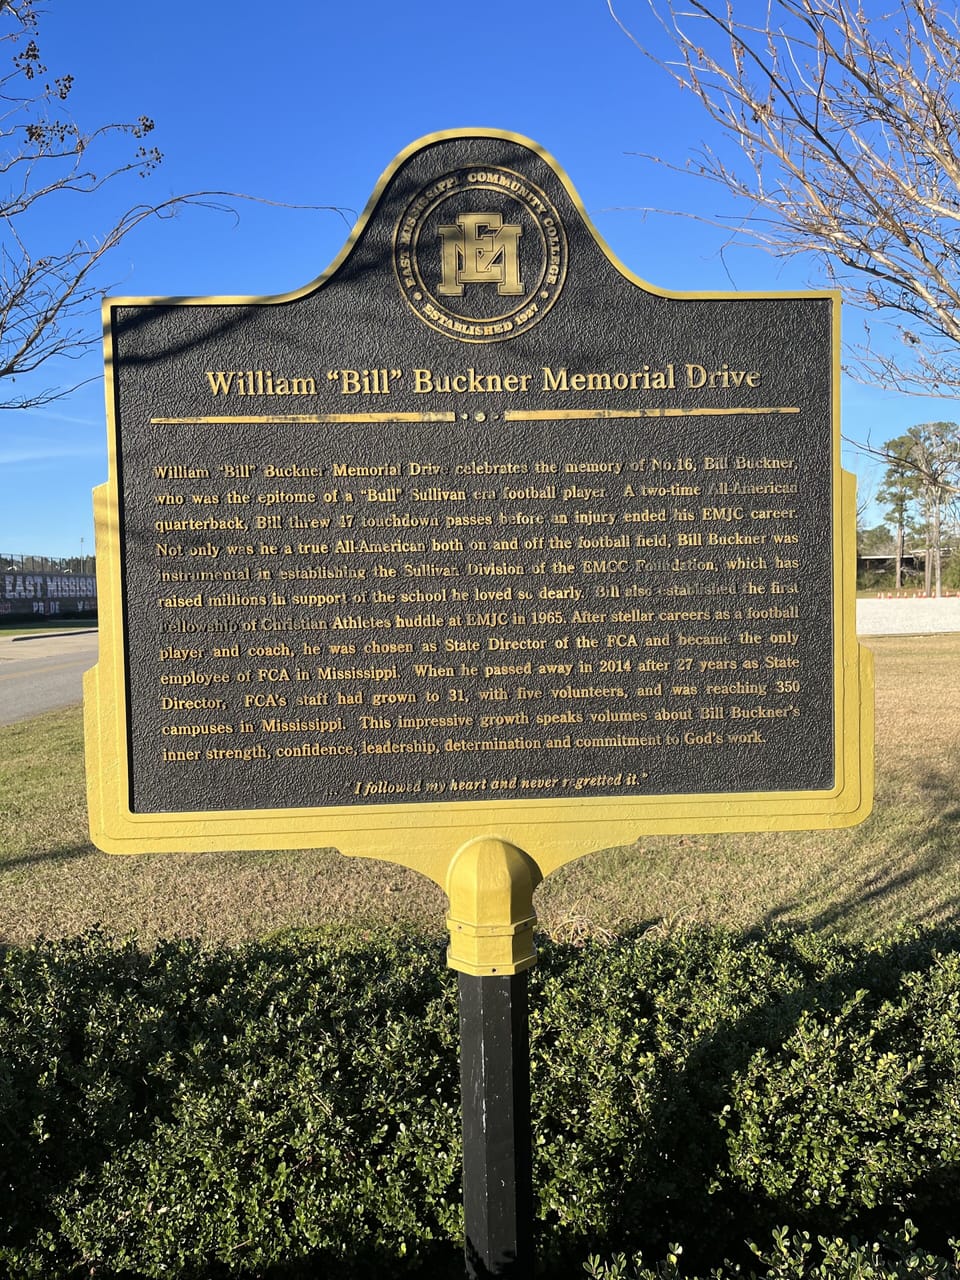 EAST MISSISSIPPI COMMUNITY COLLEGE
EM
ESTABLISHED 1927
William “Bill” Buckner Memorial Drive
William “Bill” Buckner Memorial Drive celebrates the memory of No.16, Bill Buckner,
who was the epitome of a “Bull” Sullivan era football player. A two-time All-American
quarterback, Bill threw 47 touchdown passes before an injury ended his EMJC career.
Not only was he a true All-American both on and off the football field, Bill Buckner was
instrumental in establishing the Sullivan Division of the EMCC Foundation, which has
raised millions in support of the school he loved so dearly. Bill also established the first
Fellowship of Christian Athletes huddle at EMJC in 1965. After stellar careers as a football
player and coach, he was chosen as State Director of the FCA and became the only
employee of FCA in Mississippi. When he passed away in 2014 after 27 years as State
Director, FCA’s staff had grown to 31, with five volunteers, and was reaching 350
campuses in Mississippi. This impressive growth speaks volumes about Bill Buckner’s
inner strength, confidence, leadership, determination and commitment to God’s work.
“I followed my heart and never regretted it.”
EAST MISSISS